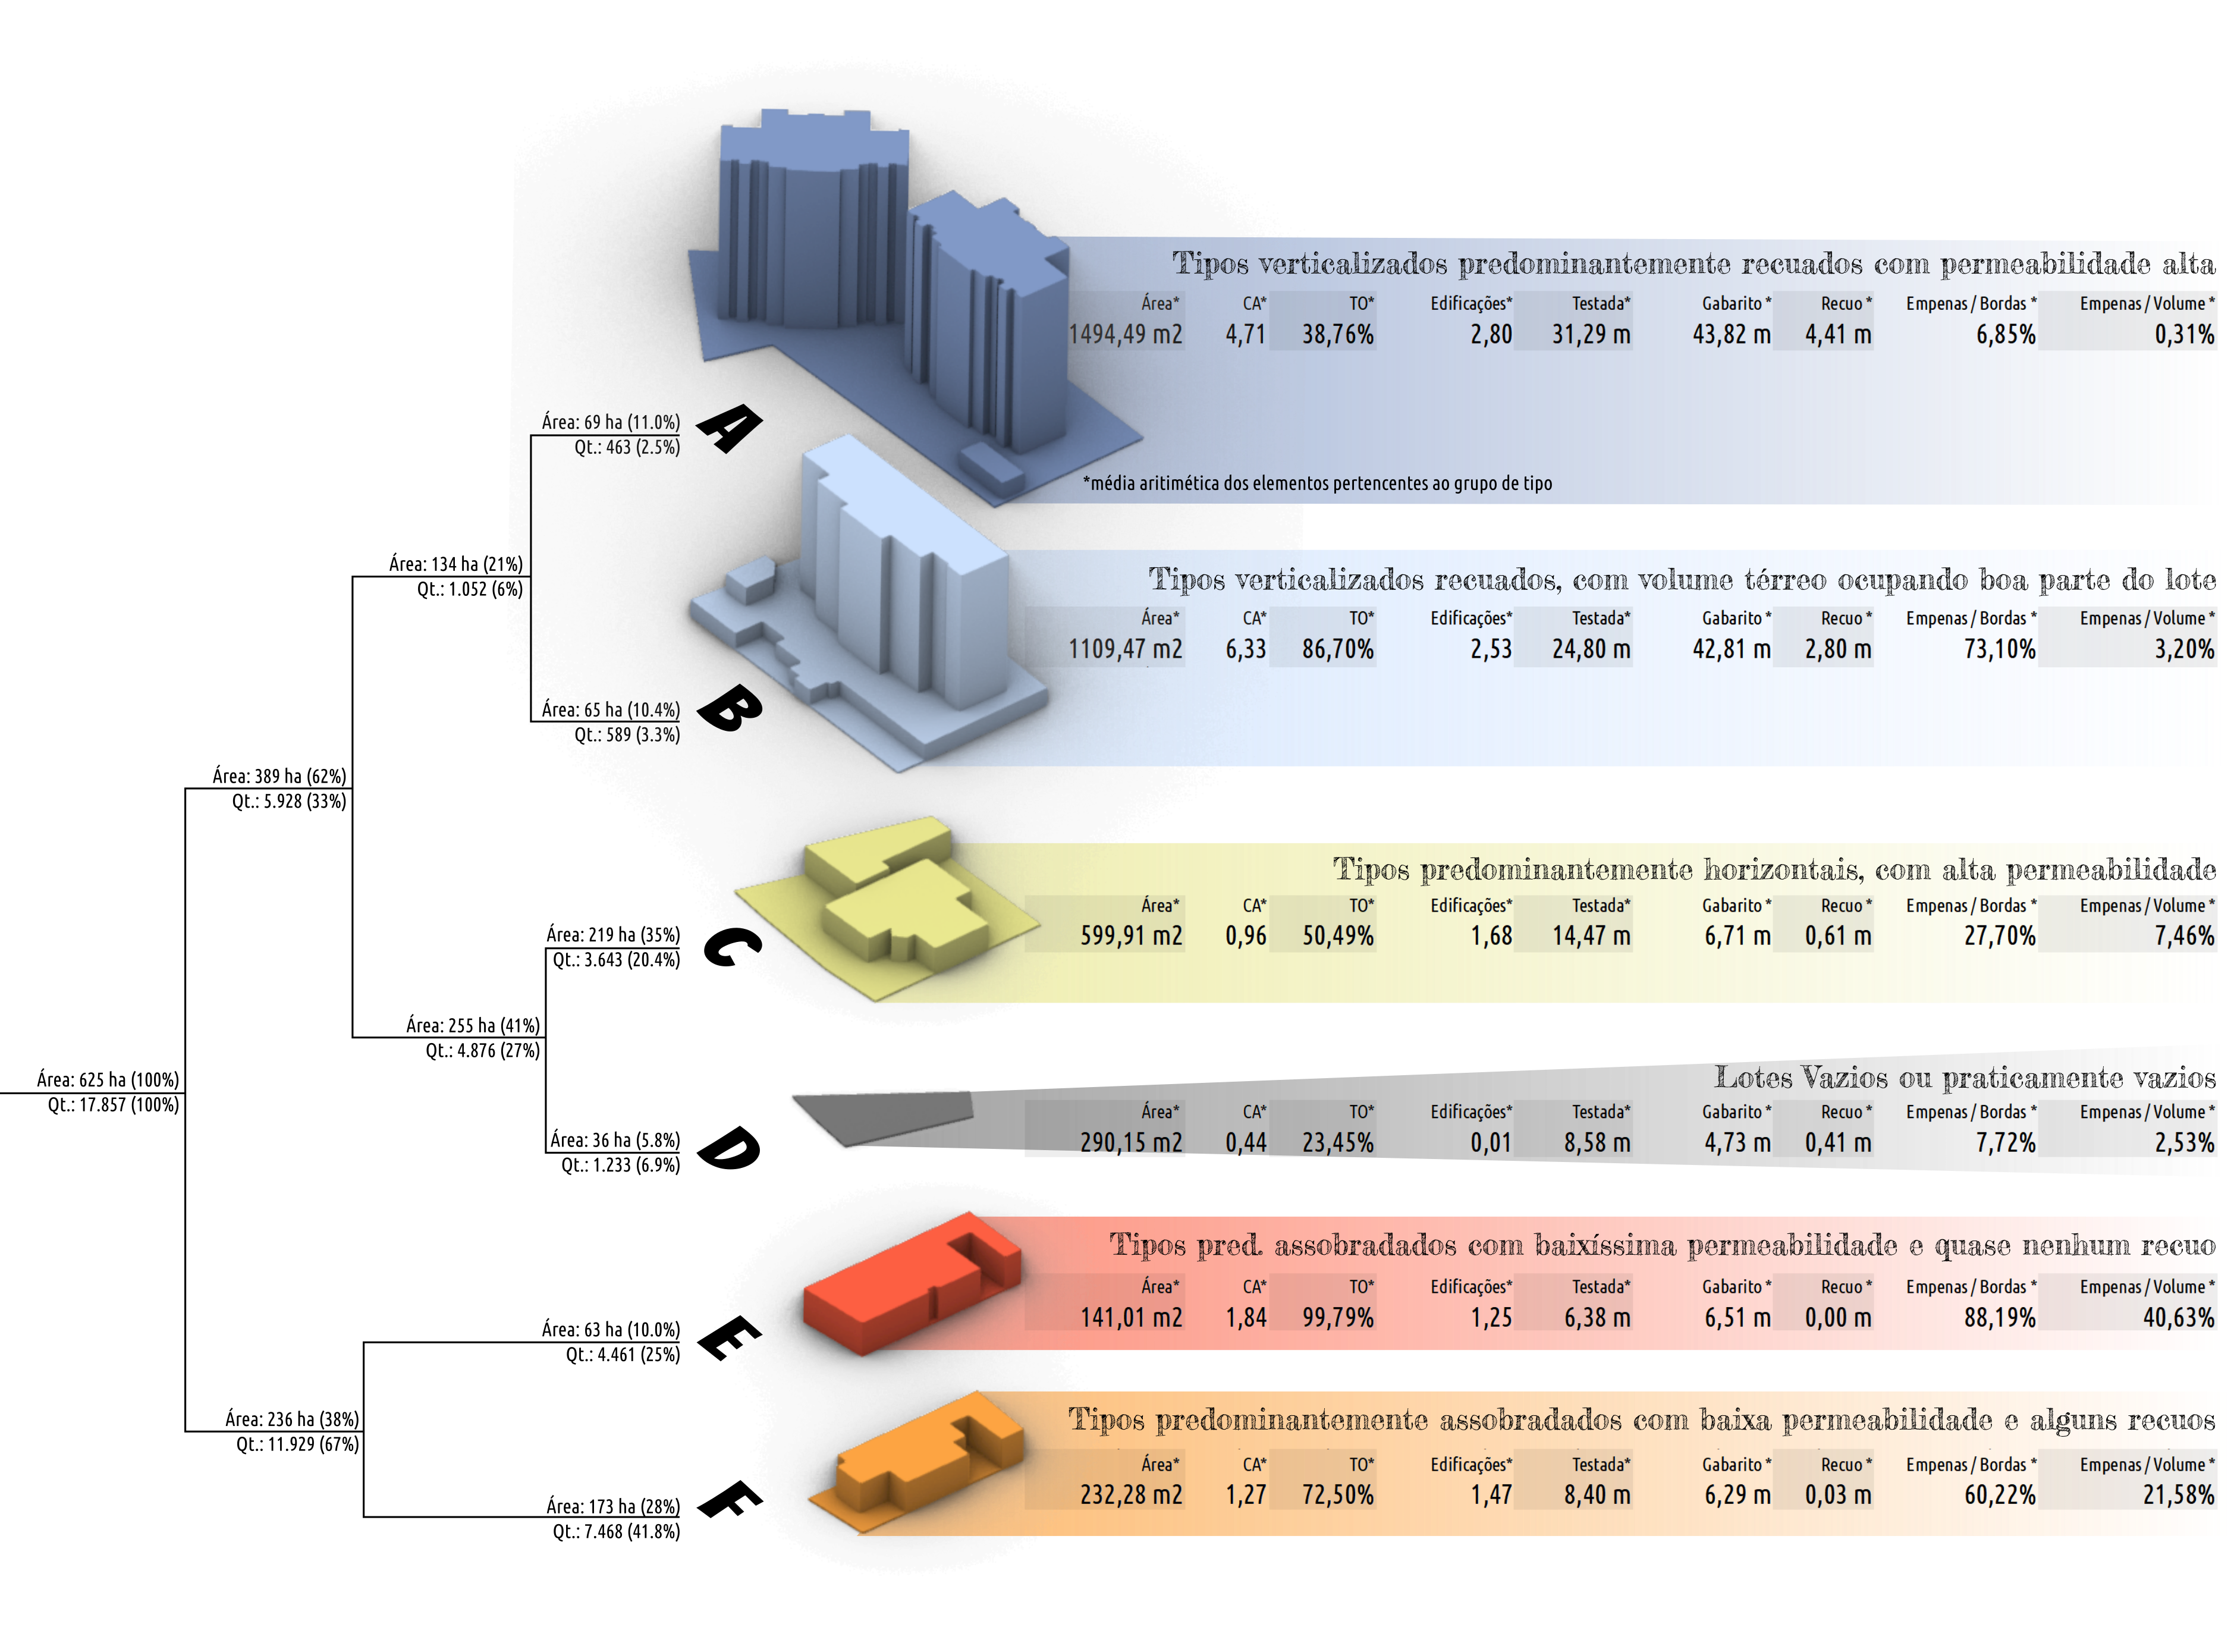 Tipos verticalizados predominantemente recuados com permeabilidade alta
Área* CA* TO* Edificações* Testada* Gabarito * Recuo * Empenas / Bordas * Empenas / Volume *
1494,49 m2 4,71 38,76% 2,80 31,29 m 43,82 m 4,41 m 6,85% 0,31%
Área: 69 ha (11.0%)
Qt.: 463 (2.5%)
A
*média aritimética dos elementos pertencentes ao grupo de tipo
Área: 134 ha (21%)
Qt.: 1.052 (6%)
Tipos verticalizados recuados, com volume térreo ocupando boa parte do lote
Área* CA* TO* Edificações* Testada* Gabarito * Recuo * Empenas / Bordas * Empenas / Volume *
1109,47 m2 6,33 86,70% 2,53 24,80 m 42,81 m 2,80 m 73,10% 3,20%
Área: 65 ha (10.4%)
Qt.: 589 (3.3%)
B
Área: 389 ha (62%)
Qt.: 5.928 (33%)
Tipos predominantemente horizontais, com alta permeabilidade
Área* CA* TO* Edificações* Testada* Gabarito * Recuo * Empenas / Bordas * Empenas / Volume *
599,91 m2 0,96 50,49% 1,68 14,47 m 6,71 m 0,61 m 27,70% 7,46%
Área: 219 ha (35%)
Qt.: 3.643 (20.4%)
C
Área: 255 ha (41%)
Qt.: 4.876 (27%)
Área: 625 ha (100%)
Qt.: 17.857 (100%)
Lotes Vazios ou praticamente vazios
Área* CA* TO* Edificações* Testada* Gabarito * Recuo * Empenas / Bordas * Empenas / Volume *
290,15 m2 0,44 23,45% 0,01 8,58 m 4,73 m 0,41 m 7,72% 2,53%
Área: 36 ha (5.8%)
Qt.: 1.233 (6.9%)
D
Tipos pred. assobradados com baixíssima permeabilidade e quase nenhum recuo
Área* CA* TO* Edificações* Testada* Gabarito * Recuo * Empenas / Bordas * Empenas / Volume *
141,01 m2 1,84 99,79% 1,25 6,38 m 6,51 m 0,00 m 88,19% 40,63%
Área: 63 ha (10.0%)
Qt.: 4.461 (25%)
E
Área: 236 ha (38%)
Qt.: 11.929 (67%)
Tipos predominantemente assobradados com baixa permeabilidade e alguns recuos
Área* CA* TO* Edificações* Testada* Gabarito * Recuo * Empenas / Bordas * Empenas / Volume *
232,28 m2 1,27 72,50% 1,47 8,40 m 6,29 m 0,03 m 60,22% 21,58%
Área: 173 ha (28%)
Qt.: 7.468 (41.8%)
F